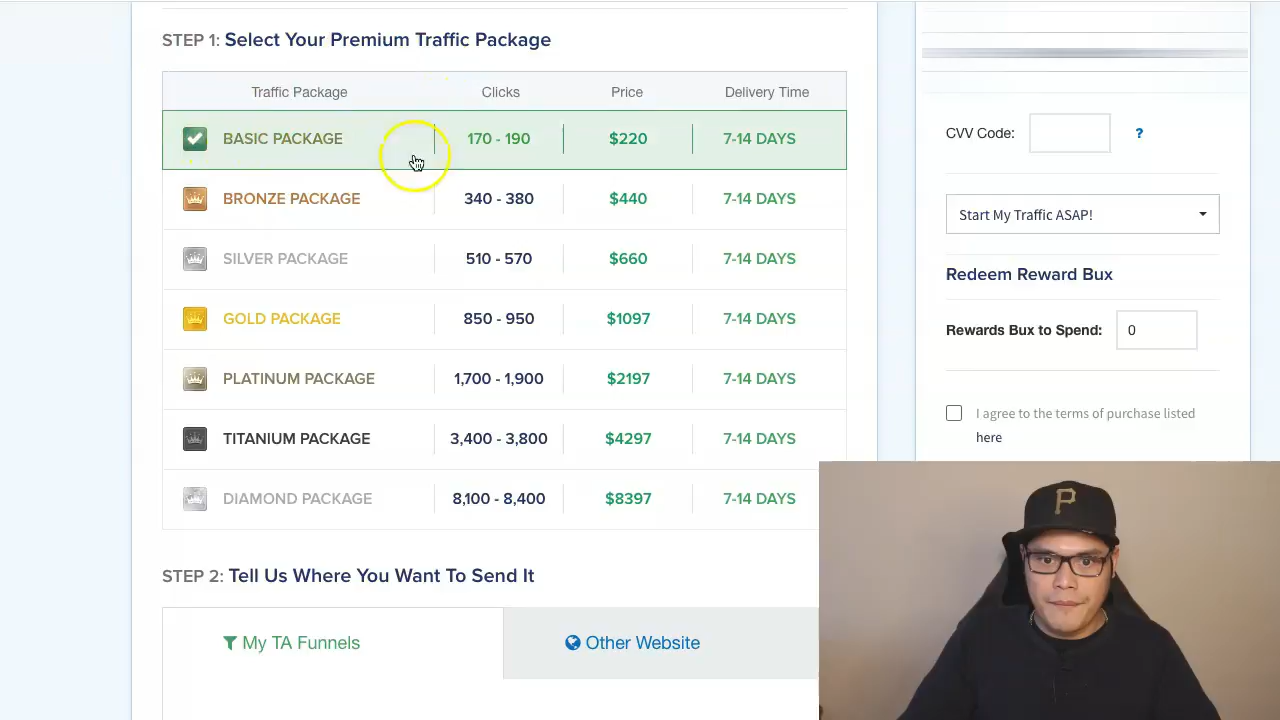 STEP 1: Select Your Premium Traffic Package
Traffic Package Clicks Price Delivery Time
BASIC PACKAGE 170 - 190 $220 7-14 DAYS
BRONZE PACKAGE 340 - 380 $440 7-14 DAYS
SILVER PACKAGE 510 - 570 $660 7-14 DAYS
GOLD PACKAGE 850 - 950 $1097 7-14 DAYS
PLATINUM PACKAGE 1,700 - 1,900 $2197 7-14 DAYS
TITANIUM PACKAGE 3,400 - 3,800 $4297 7-14 DAYS
DIAMOND PACKAGE 8,100 - 8,400 $8397 7-14 DAYS
STEP 2: Tell Us Where You Want To Send It
My TA Funnels Other Website
CVV Code: ?
Start My Traffic ASAP!
Redeem Reward Bux
Rewards Bux to Spend: 0
I agree to the terms of purchase listed
here
P